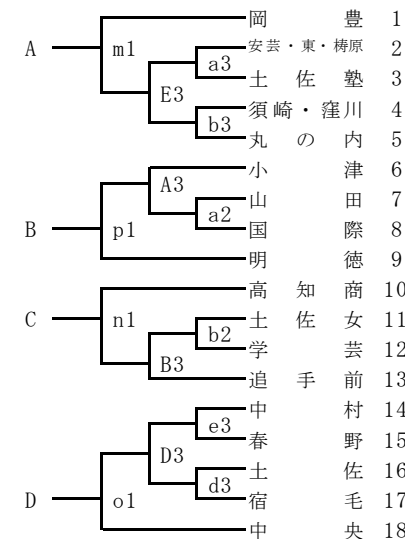 岡豊 1
A m1 安芸・東・梼原 2
a3
土佐塾 3
E3
須崎・窪川 4
b3
丸の内 5
小津 6
A3
山田 7
a2
B p1 国際 8
明徳 9
高知商 10
C n1 土佐女 11
b2
学芸 12
B3
追手前 13
中村 14
e3
春野 15
D3
土佐 16
d3
D o1 宿毛 17
中央 18